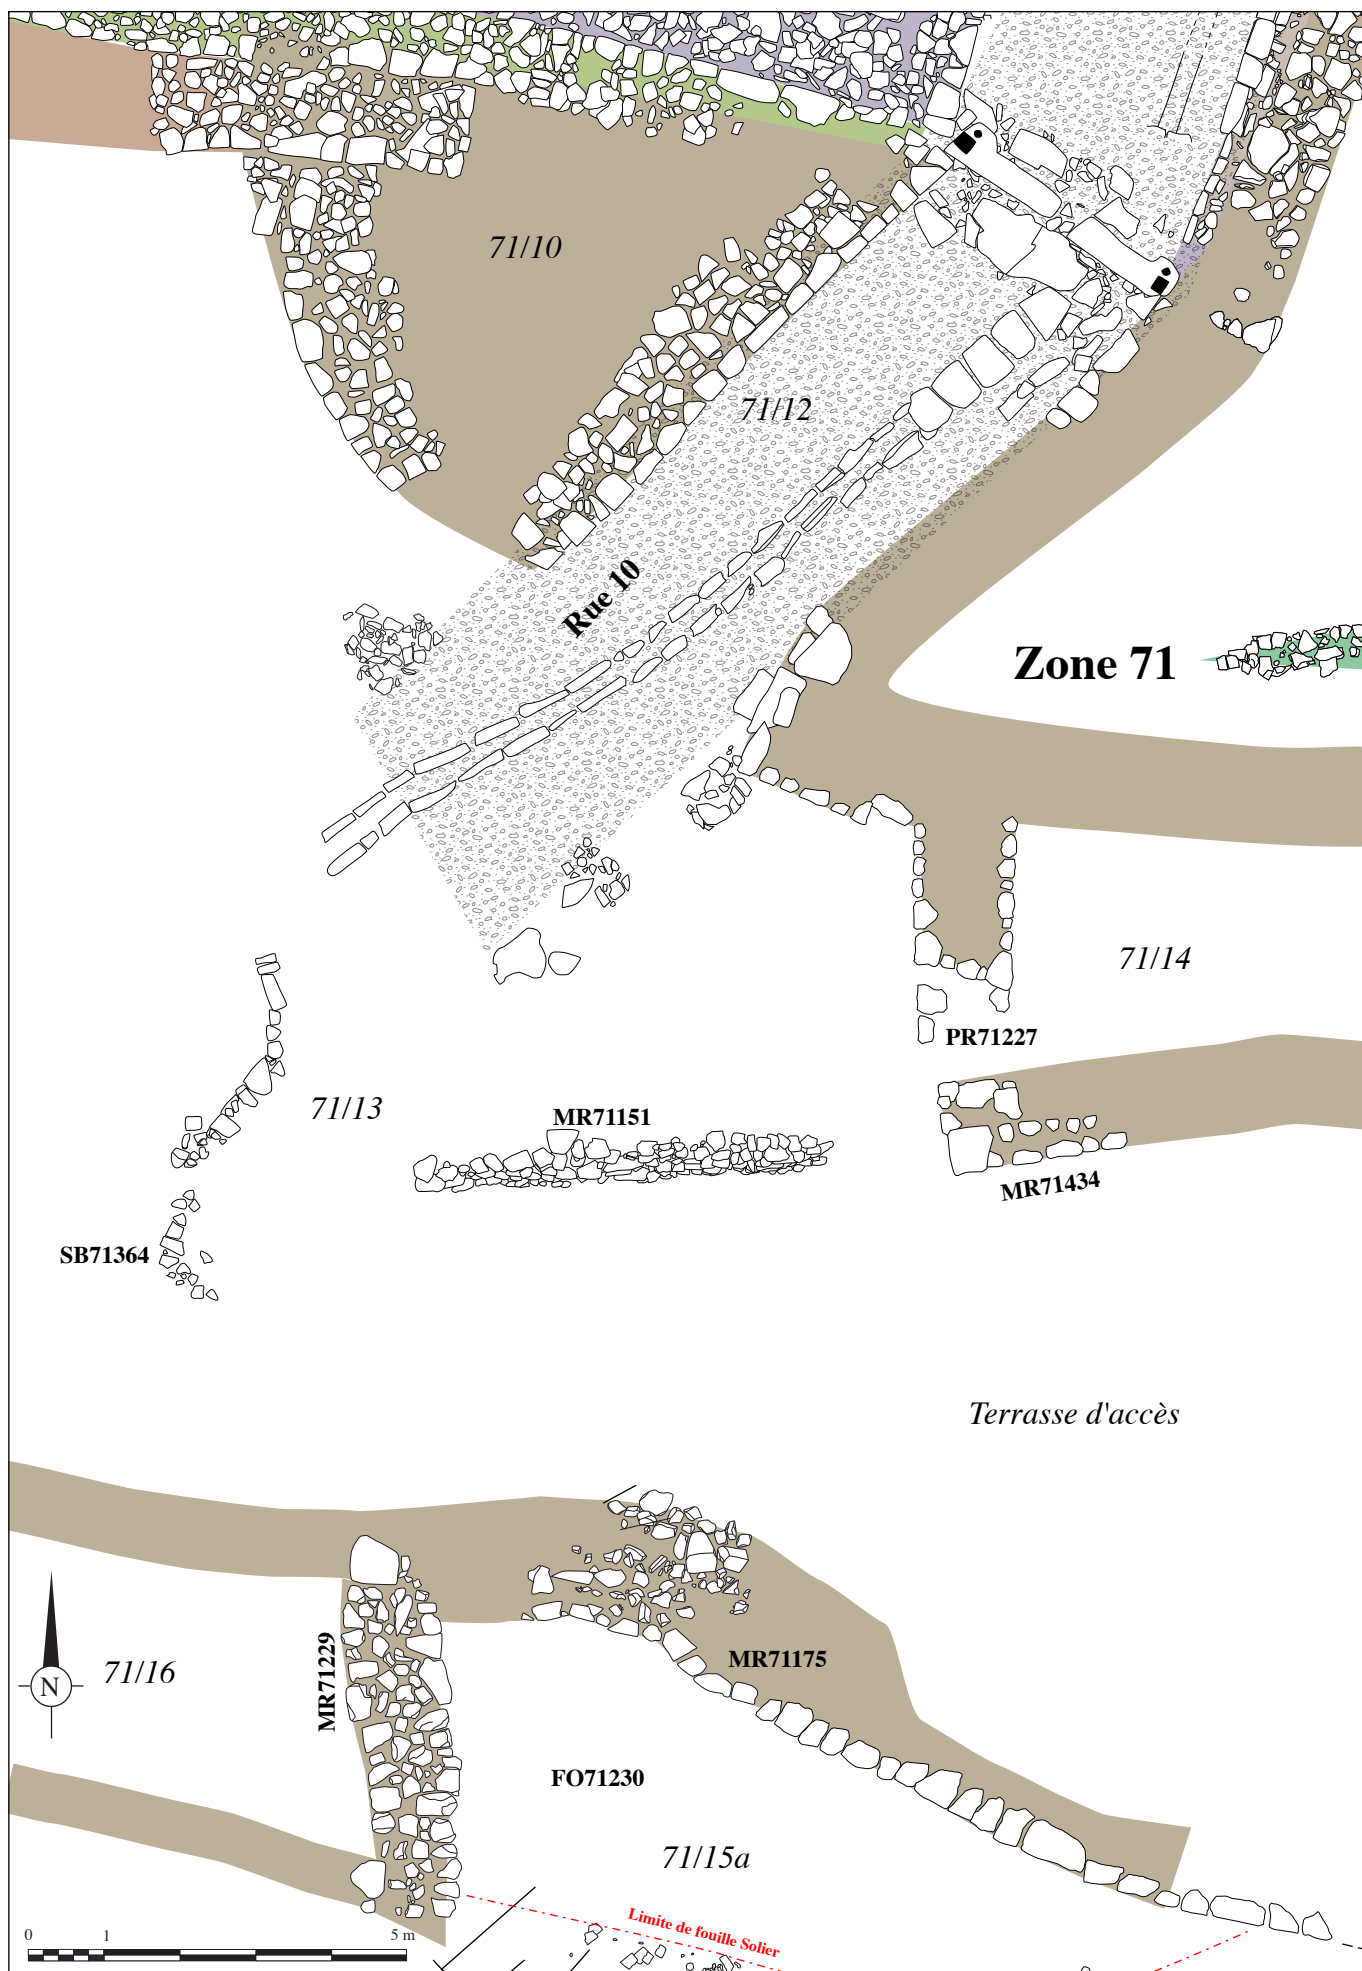 71/10
71/12
Rue 10
Zone 71
71/14
PR71227
71/13
MR71151
MR71434
SB71364
Terrasse d'accès
MR71229
71/16
MR71175
N
FO71230
71/15a
Limite de fouille Solier
0 1 5 m